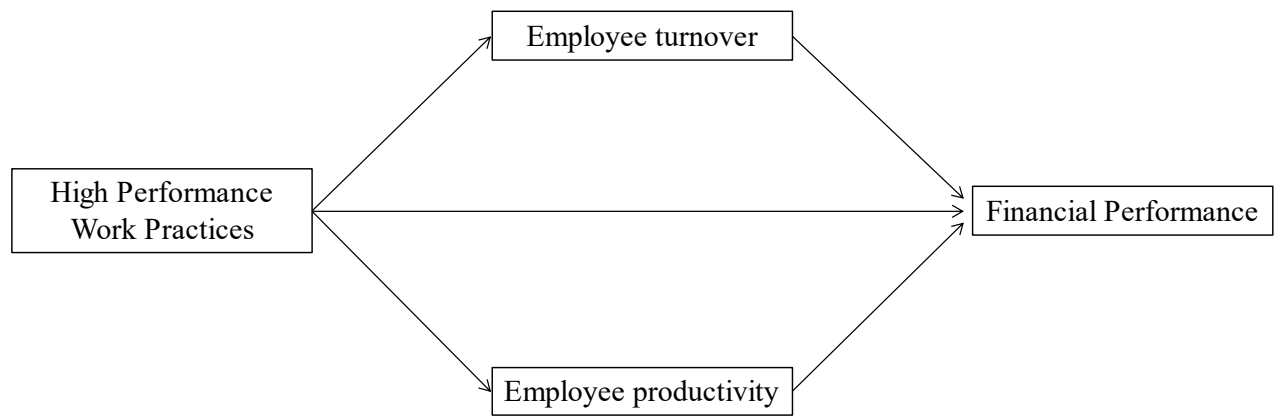 Employee turnover
High Performance
Work Practices
Financial Performance
Employee productivity